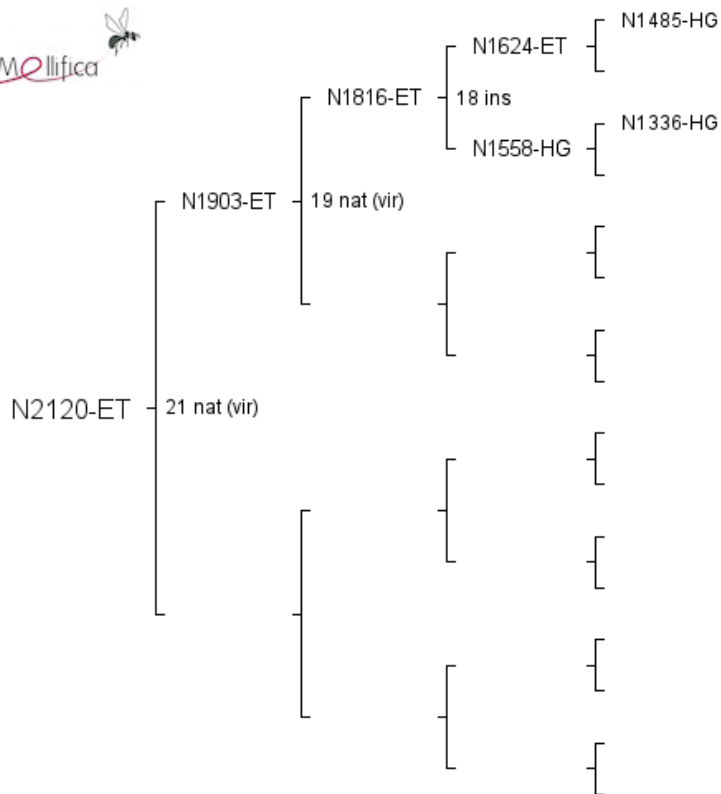 Mellifica
N1485-HG
N1624-ET
N1816-ET
18 ins
N1336-HG
N1558-HG
N1903-ET
19 nat (vir)
N2120-ET
21 nat (vir)